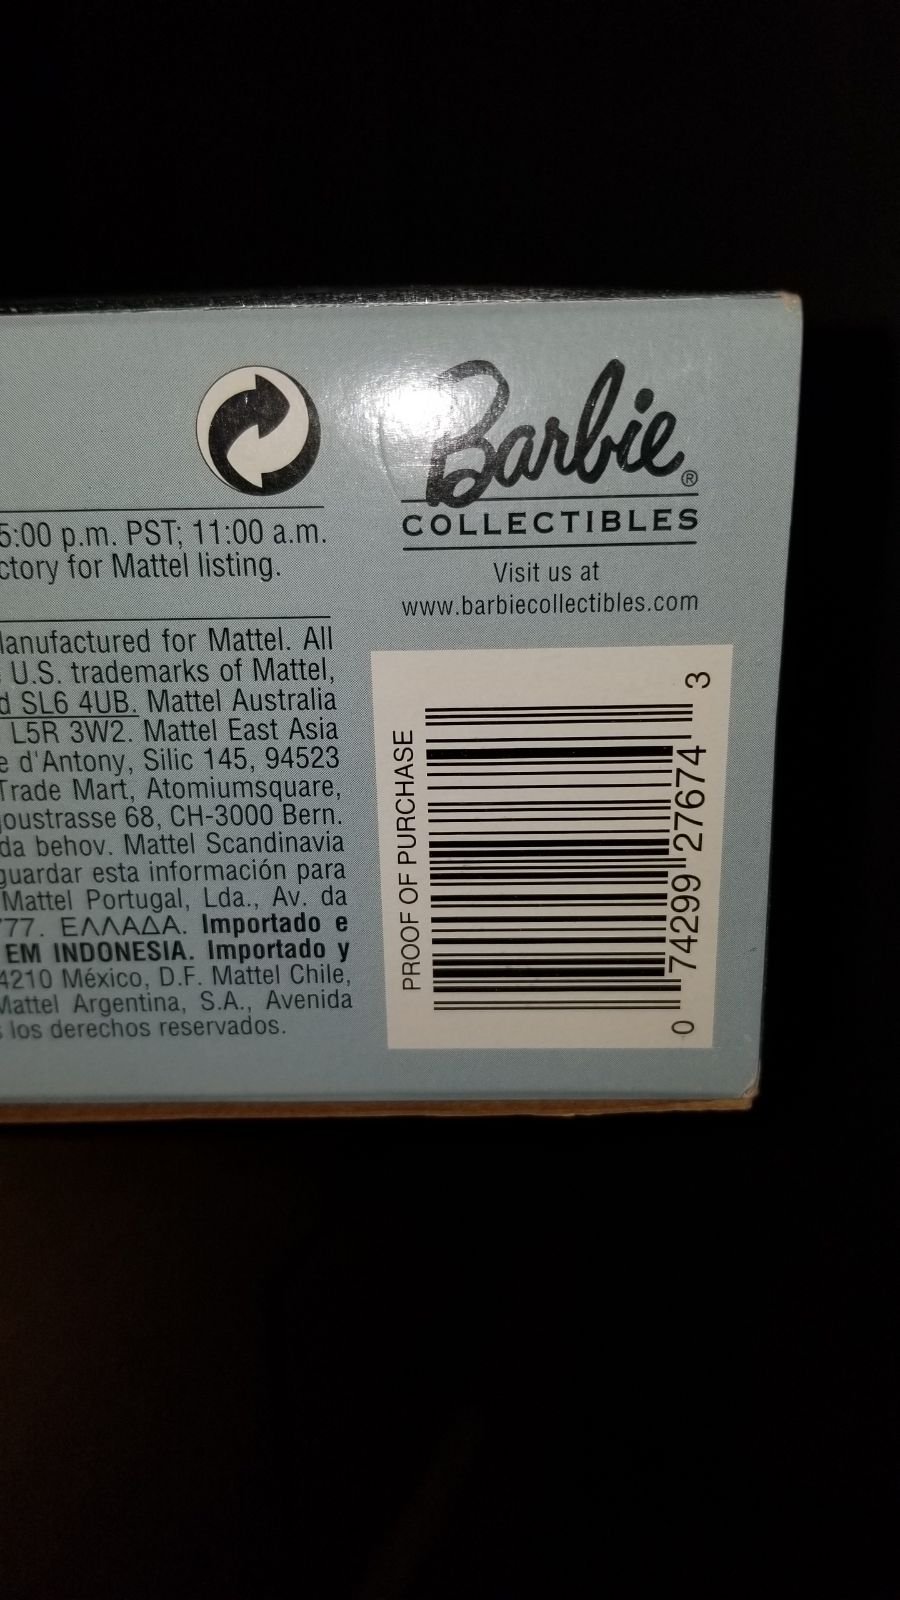 5:00 p.m. PST; 11:00 a.m.
ctory for Mattel listing.
anufactured for Mattel. All
U.S. trademarks of Mattel,
d SL6 4UB. Mattel Australia
L5R 3W2. Mattel East Asia
e d'Antony, Silic 145, 94523
Trade Mart, Atomiumsquare,
goustrasse 68, CH-3000 Bern.
da behov. Mattel Scandinavia
guardar esta información para
Mattel Portugal, Lda., Av. da
777. ΕΛΛΑΔΑ. Importado e
EM INDONESIA. Importado y
4210 México, D.F. Mattel Chile,
Mattel Argentina, S.A., Avenida
s los derechos reservados.
Barbie®
COLLECTIBLES
Visit us at
www.barbiecollectibles.com
PROOF OF PURCHASE
0 74299 27674 3